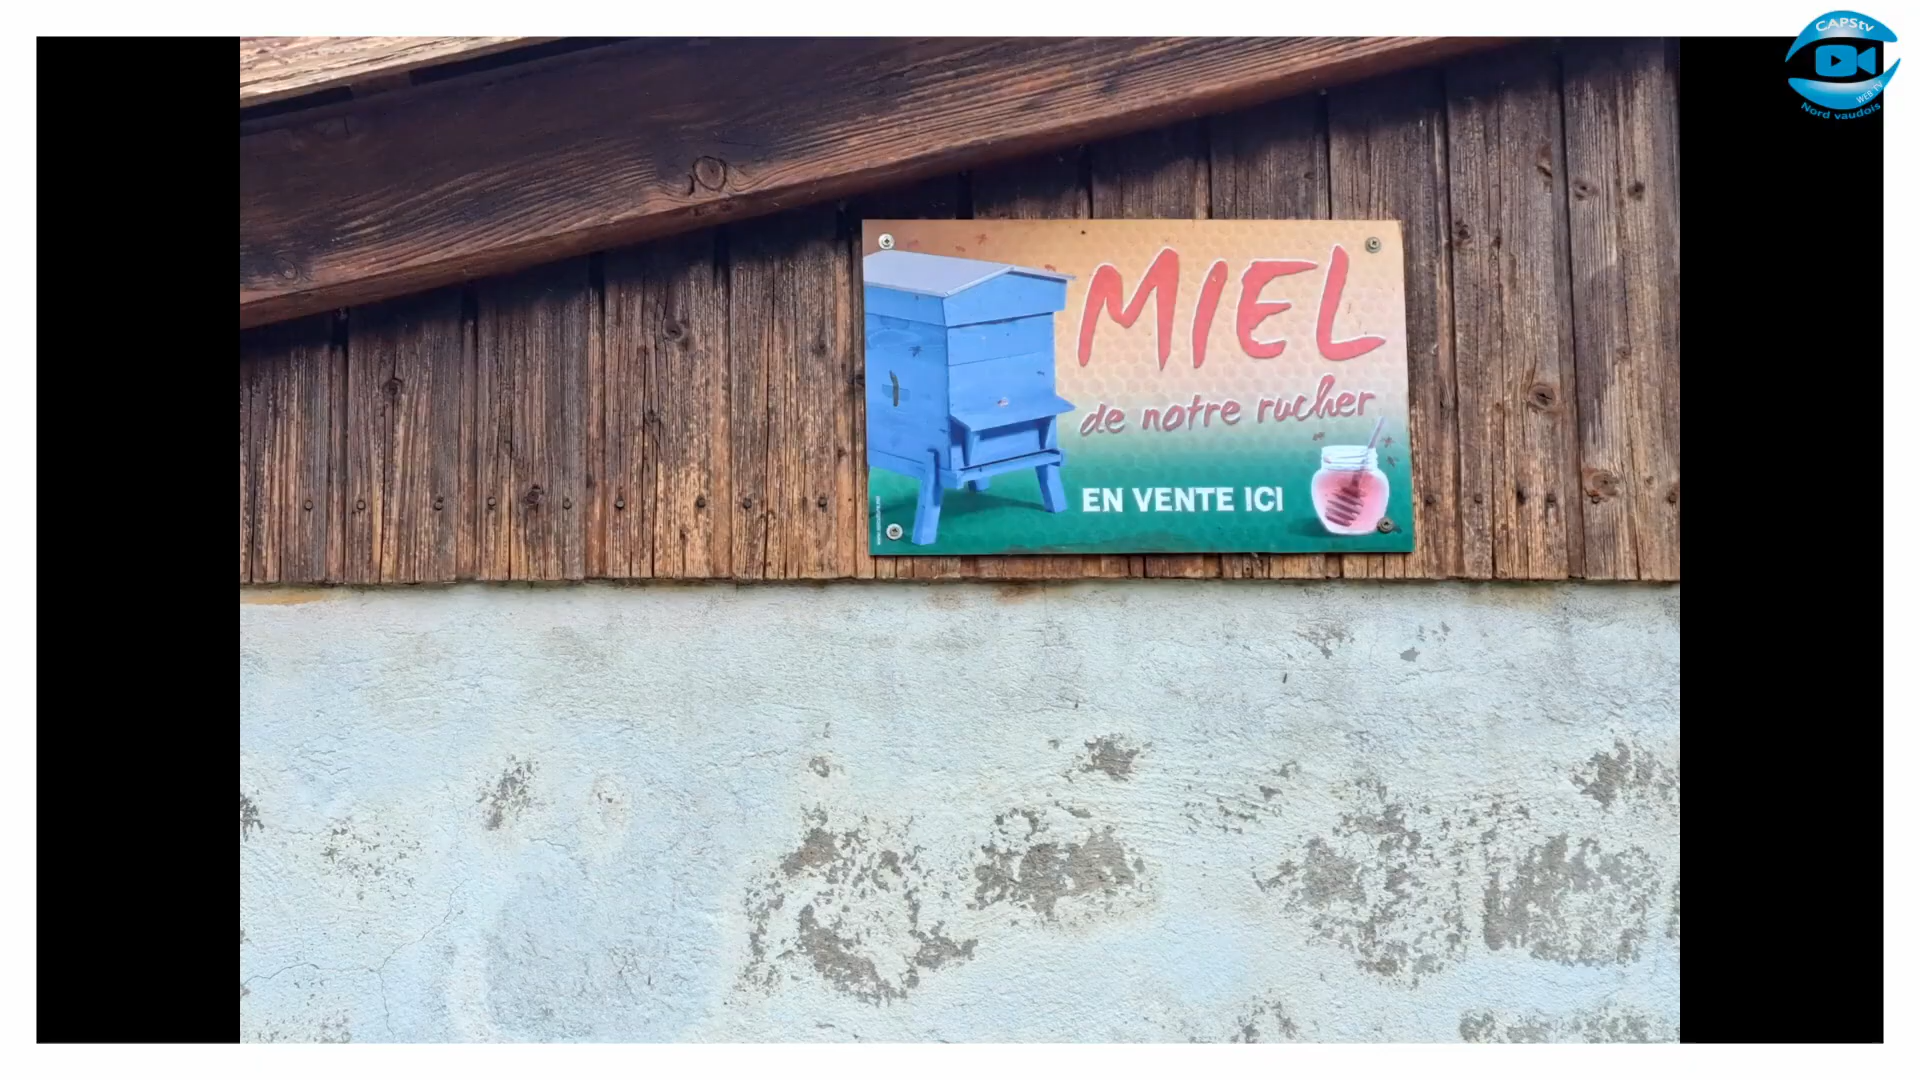 CAPStv
WEB TV
Nord vaudois
MIEL
de notre rucher
EN VENTE ICI